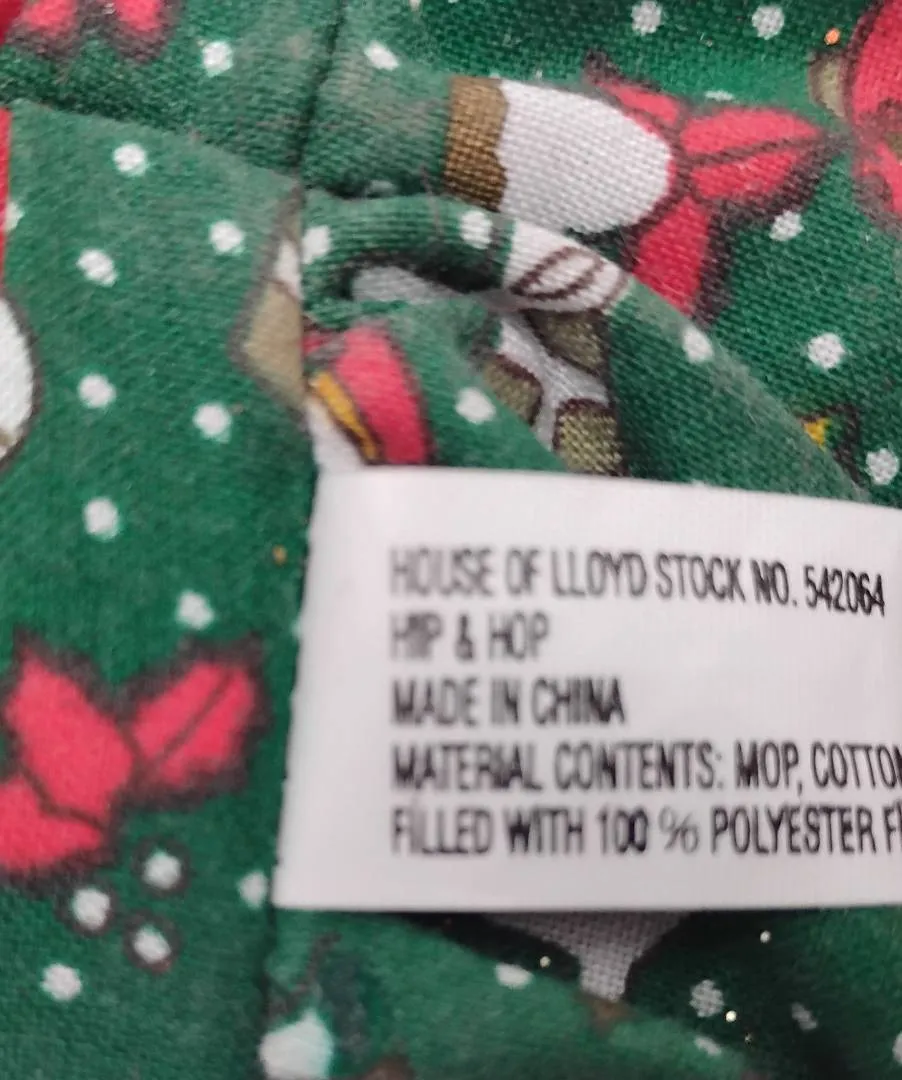 HOUSE OF LLOYD STOCK NO. 542064
HIP & HOP
MADE IN CHINA
MATERIAL CONTENTS: MOP, COTTON
FILLED WITH 100 % POLYESTER